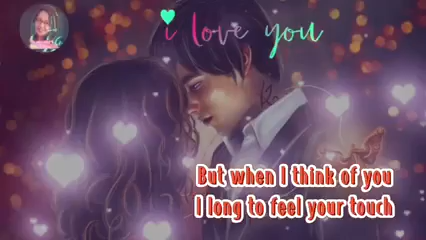 i love you
But when I think of you
I long to feel your touch